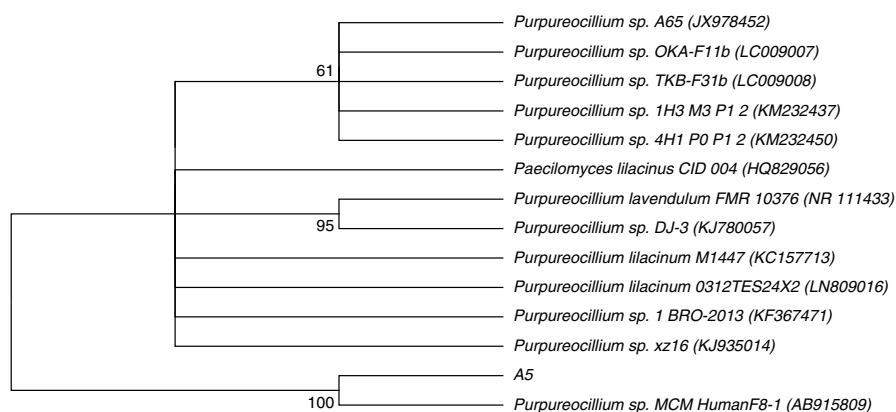 Purpureocillium sp. A65 (JX978452)
Purpureocillium sp. OKA-F11b (LC009007)
61
Purpureocillium sp. TKB-F31b (LC009008)
Purpureocillium sp. 1H3 M3 P1 2 (KM232437)
Purpureocillium sp. 4H1 P0 P1 2 (KM232450)
Paecilomyces lilacinus CID 004 (HQ829056)
Purpureocillium lavendulum FMR 10376 (NR 111433)
95
Purpureocillium sp. DJ-3 (KJ780057)
Purpureocillium lilacinum M1447 (KC157713)
Purpureocillium lilacinum 0312TES24X2 (LN809016)
Purpureocillium sp. 1 BRO-2013 (KF367471)
Purpureocillium sp. xz16 (KJ935014)
A5
100
Purpureocillium sp. MCM HumanF8-1 (AB915809)